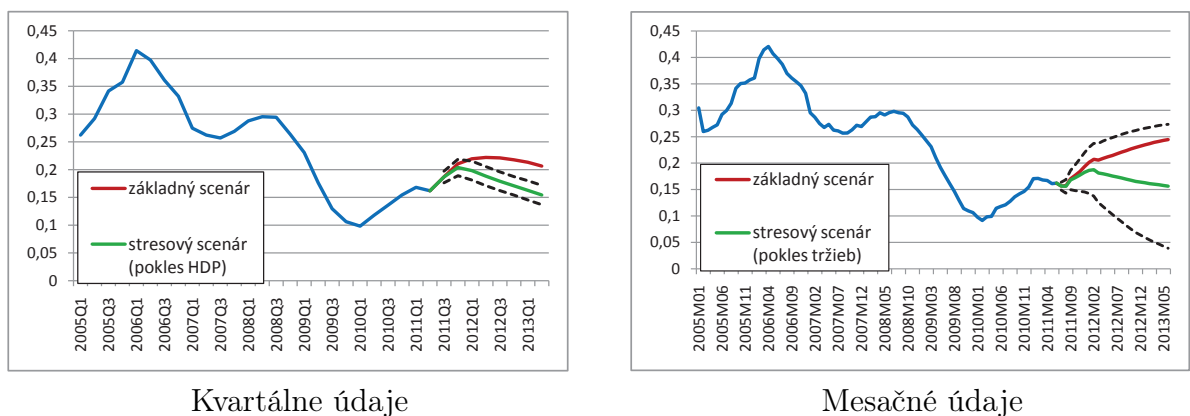 0,45
0,4
0,35
0,3
0,25
0,2
0,15
0,1
0,05
0
základný scenár
stresový scenár
(pokles HDP)
2005Q1
2005Q3
2006Q1
2006Q3
2007Q1
2007Q3
2008Q1
2008Q3
2009Q1
2009Q3
2010Q1
2010Q3
2011Q1
2011Q3
2012Q1
2012Q3
2013Q1
Kvartálne údaje
0,45
0,4
0,35
0,3
0,25
0,2
0,15
0,1
0,05
0
základný scenár
stresový scenár
(pokles tržieb)
2005M01
2005M06
2005M11
2006M04
2006M09
2007M02
2007M07
2007M12
2008M05
2008M10
2009M03
2009M08
2010M01
2010M06
2010M11
2011M04
2011M09
2012M02
2012M07
2012M12
2013M05
Mesačné údaje